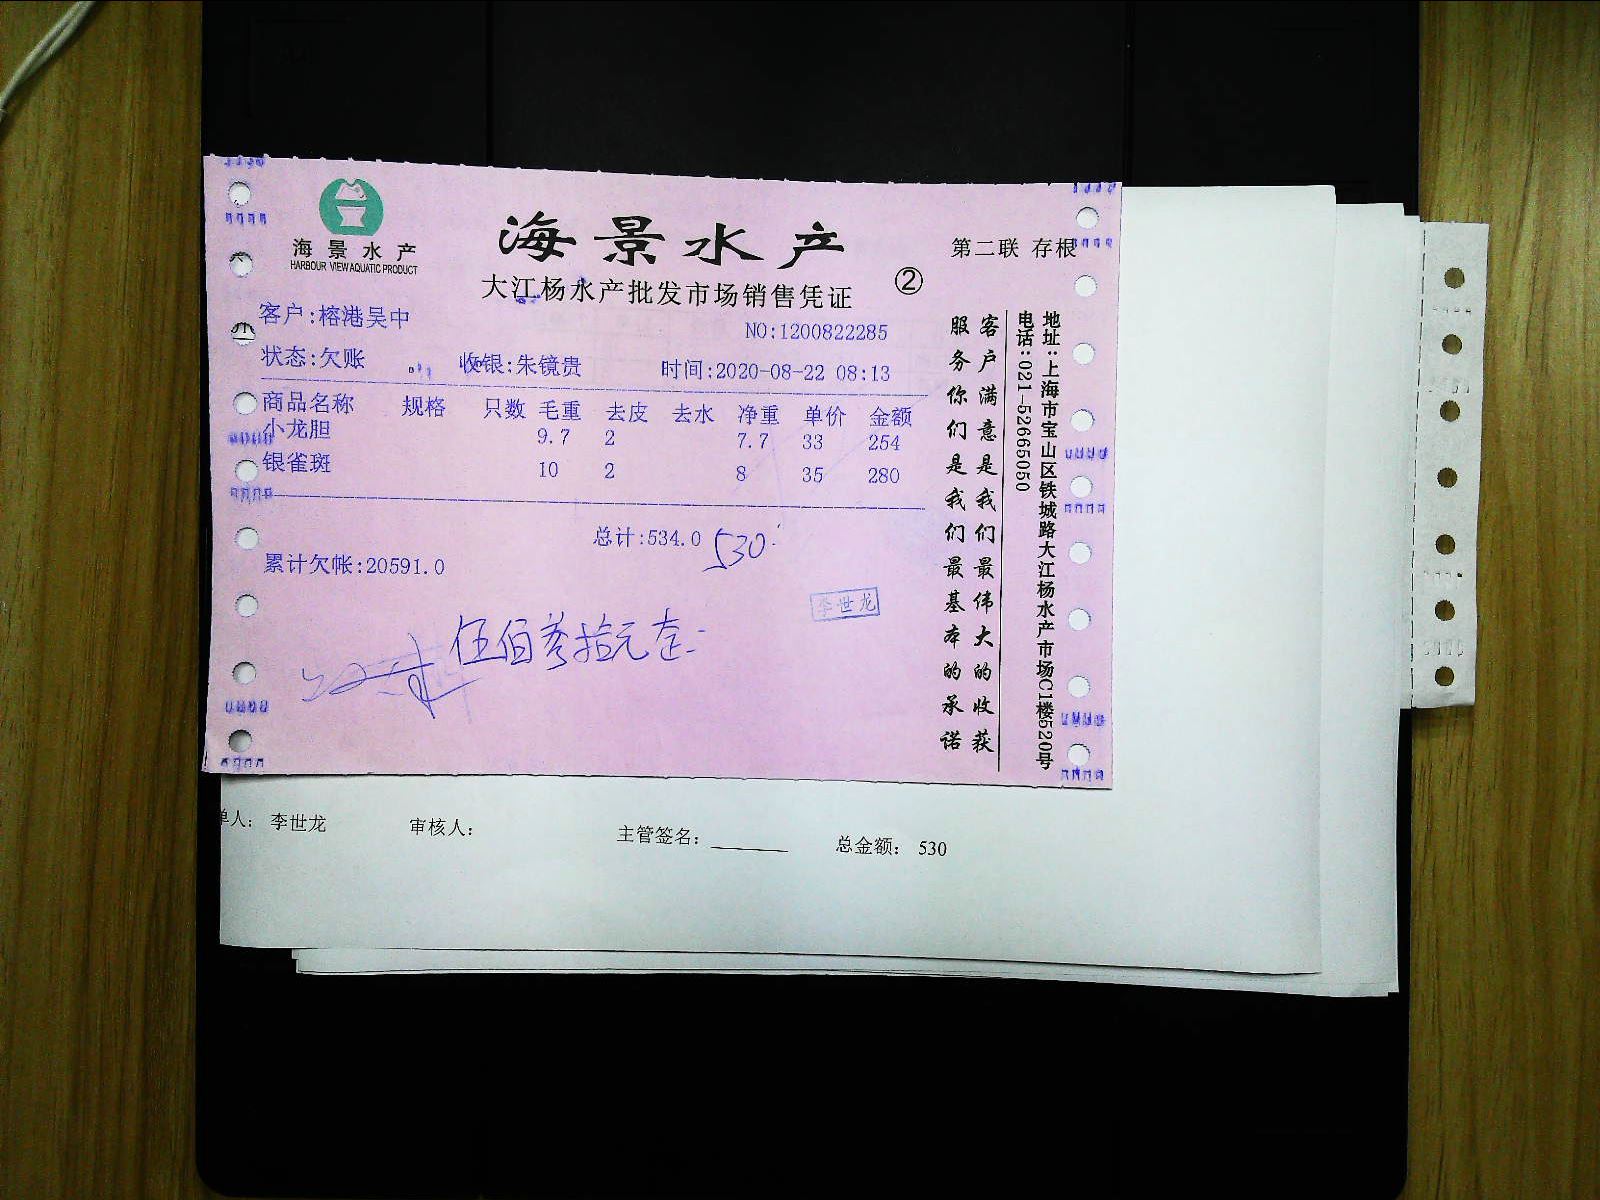 海景水产
HARBOUR VIEW AQUATIC PRODUCT
海景水产
大江杨水产批发市场销售凭证
②
第二联 存根
客户:榕港吴中
NO:1200822285
状态:欠账 收银:朱镜贵 时间:2020-08-22 08:13
商品名称 规格 只数 毛重 去皮 去水 净重 单价 金额
小龙胆 9.7 2 7.7 33 254
银雀斑 10 2 8 35 280
总计:534.0 530
累计欠帐:20591.0
李世龙
伍佰叁拾元
客户满意是我们最伟大的收获
服务你们是我们最基本的承诺
地址:上海市宝山区铁城路大江杨水产市场C1楼520号
电话:021-52665050
单人: 李世龙 审核人: 主管签名: 总金额: 530